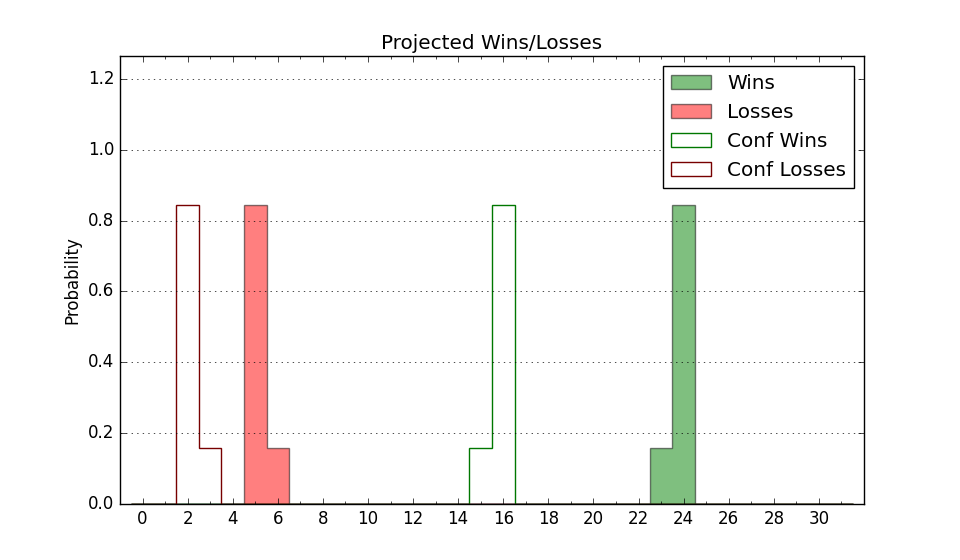 Projected Wins/Losses
1.2
1.0
0.8
0.6
0.4
0.2
0.0
Probability
Wins
Losses
Conf Wins
Conf Losses
0 2 4 6 8 10 12 14 16 18 20 22 24 26 28 30